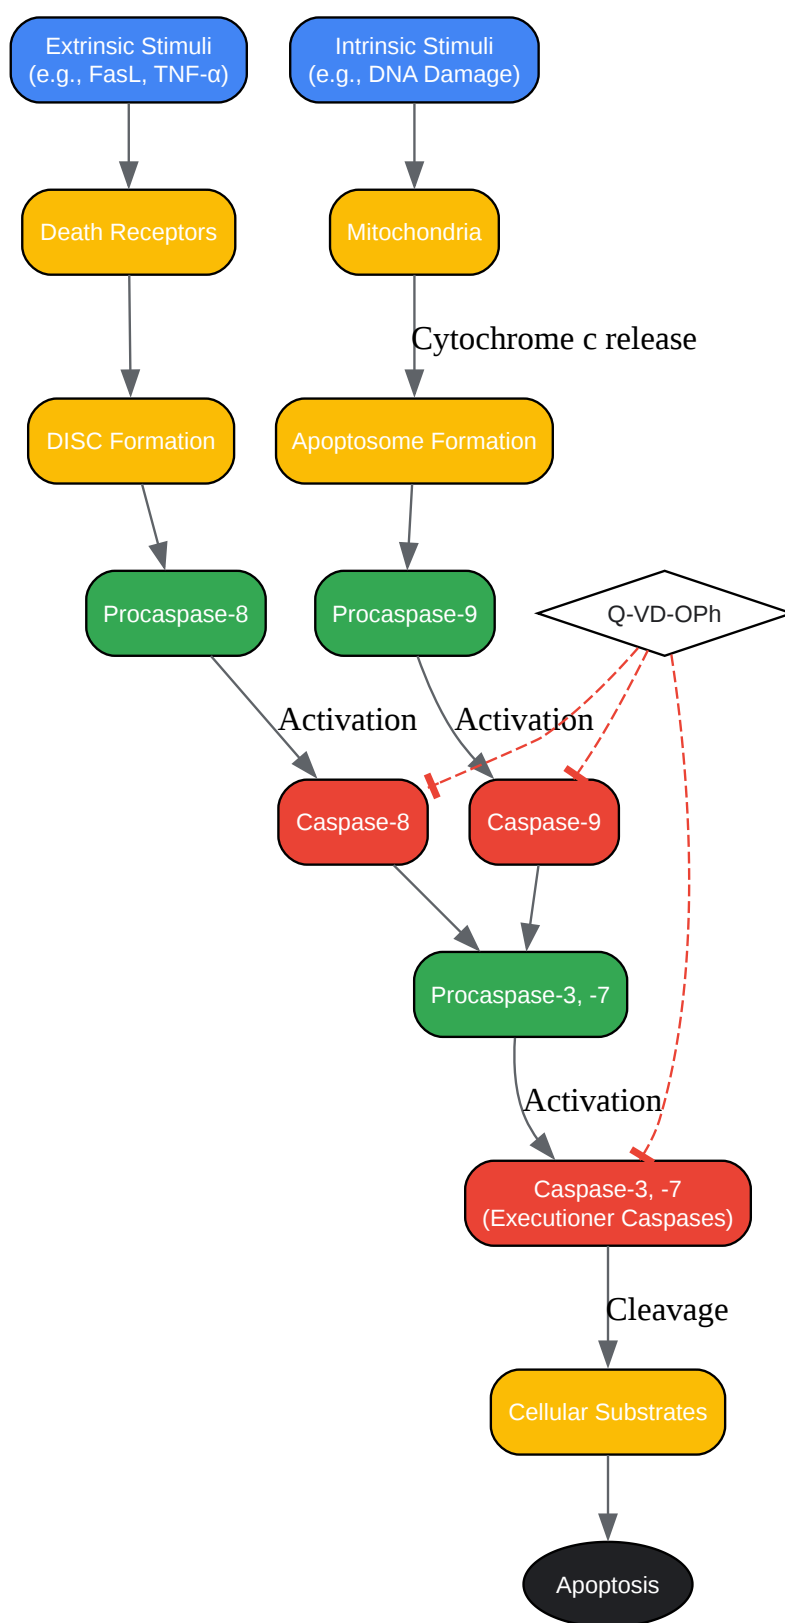 Extrinsic Stimuli
(e.g., FasL, TNF-α)
Intrinsic Stimuli
(e.g., DNA Damage)
Death Receptors
Mitochondria
Cytochrome c release
DISC Formation
Apoptosome Formation
Procaspase-8
Procaspase-9
Q-VD-OPh
Activation
Activation
Caspase-8
Caspase-9
Procaspase-3, -7
Activation
Caspase-3, -7
(Executioner Caspases)
Cleavage
Cellular Substrates
Apoptosis